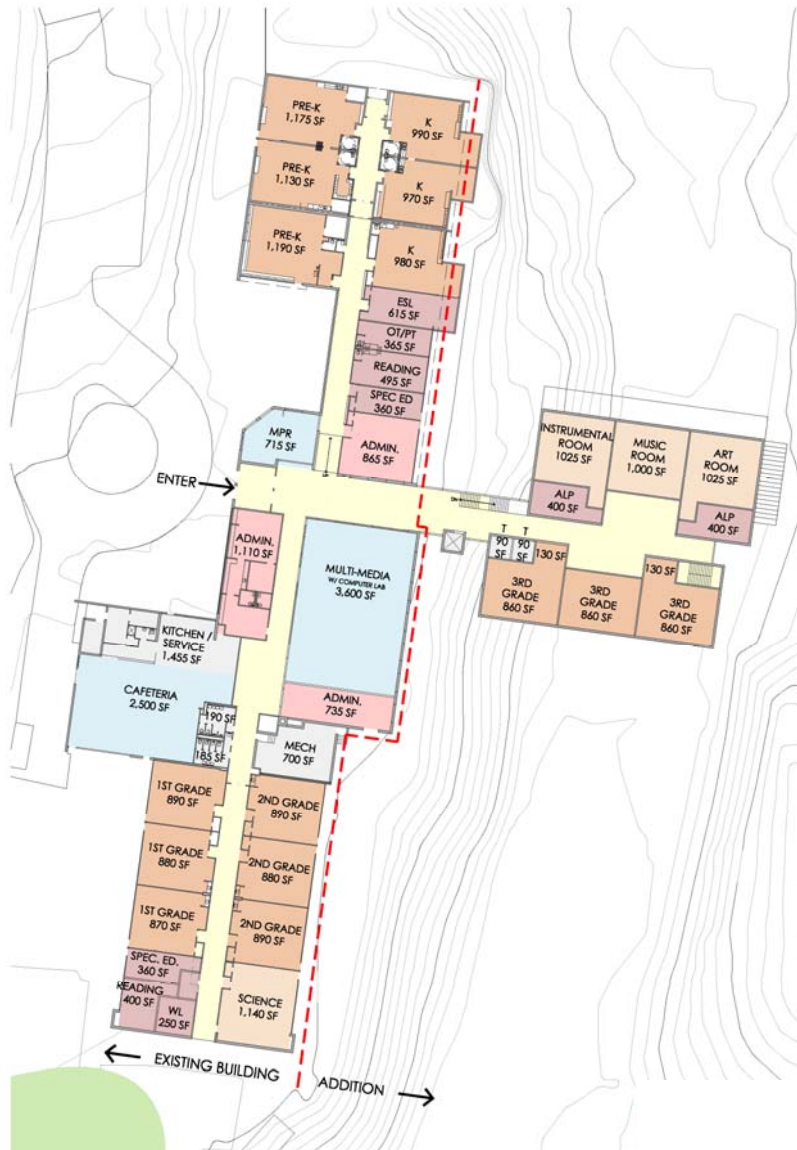 PRE-K
1,175 SF
K
990 SF
PRE-K
1,130 SF
K
970 SF
PRE-K
1,190 SF
K
980 SF
ESL
615 SF
OT/PT
365 SF
READING
495 SF
SPEC ED
360 SF
MPR
715 SF
ADMIN.
865 SF
INSTRUMENTAL
ROOM
1025 SF
MUSIC
ROOM
1,000 SF
ART
ROOM
1025 SF
ALP
400 SF
ALP
400 SF
ENTER
DN
T
90
SF
T
90
SF
130 SF
130 SF
3RD
GRADE
860 SF
3RD
GRADE
860 SF
3RD
GRADE
860 SF
ADMIN.
1,110 SF
MULTI-MEDIA
W/ COMPUTER LAB
3,600 SF
KITCHEN /
SERVICE
1,455 SF
CAFETERIA
2,500 SF
ADMIN.
735 SF
190 SF
185 SF
MECH
700 SF
1ST GRADE
890 SF
2ND GRADE
890 SF
1ST GRADE
880 SF
2ND GRADE
880 SF
1ST GRADE
870 SF
2ND GRADE
890 SF
SPEC. ED.
360 SF
READING
400 SF
WL
250 SF
SCIENCE
1,140 SF
EXISTING BUILDING
ADDITION